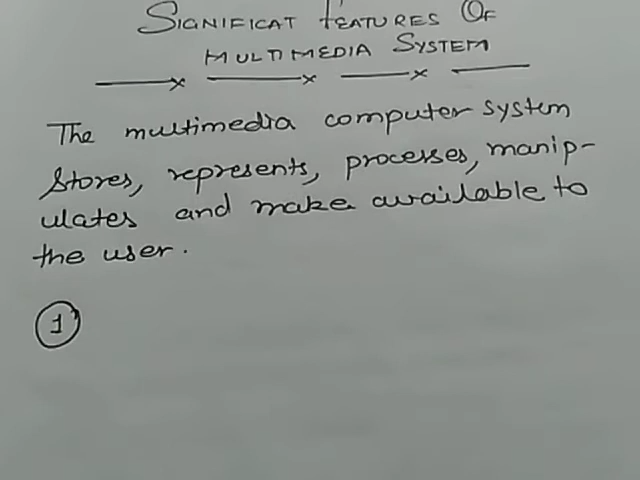 SIGNIFICAT FEATURES OF
MULTIMEDIA SYSTEM
The multimedia computer system
stores, represents, processes, manip-
ulates and make available to
the user.
1